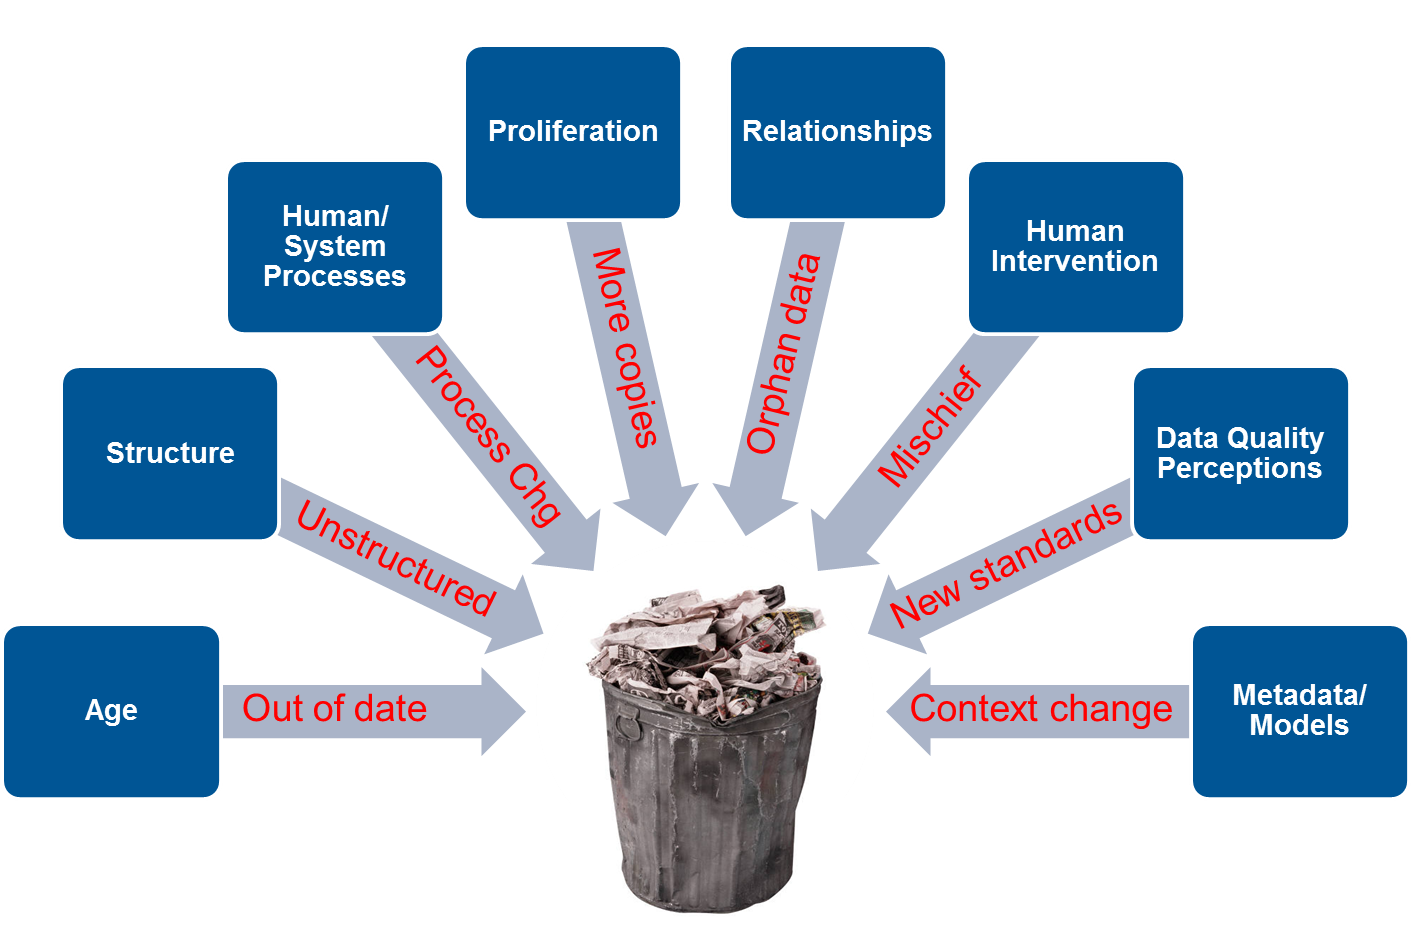 Proliferation
Relationships
Human/
System
Processes
Human
Intervention
More copies
Orphan data
Process Chg
Mischief
Structure
Data Quality
Perceptions
Unstructured
New standards
Age
Out of date
Context change
Metadata/
Models